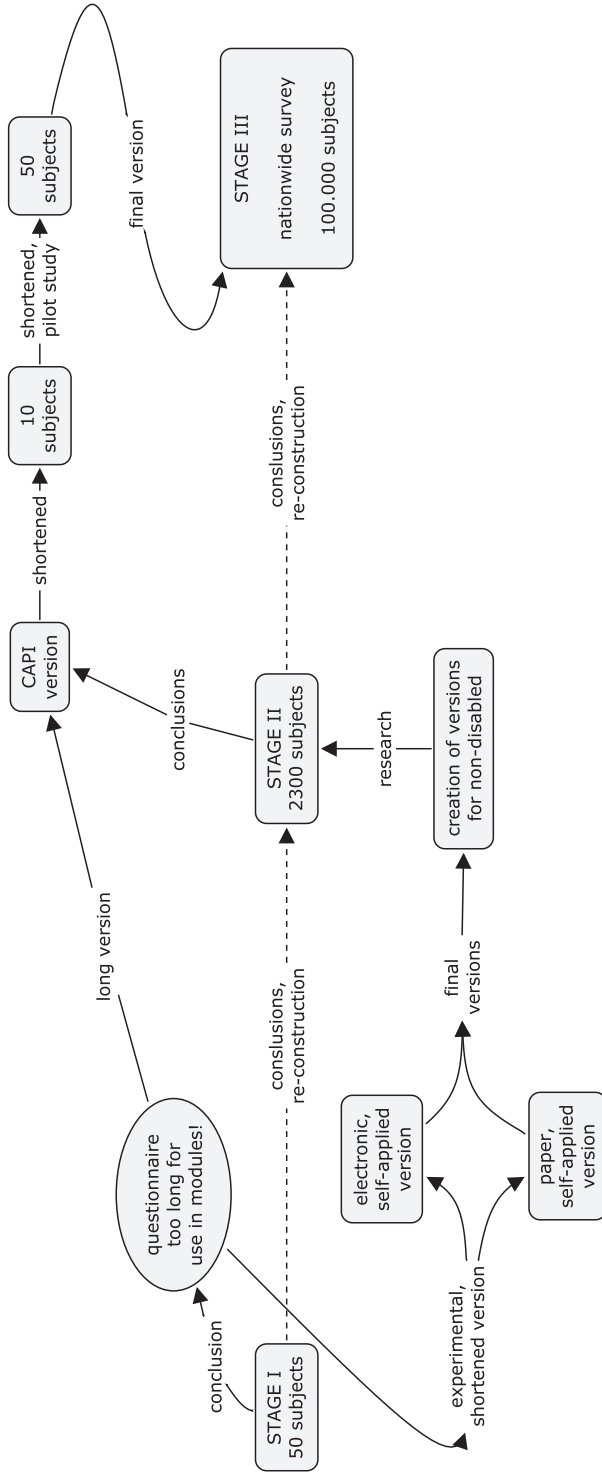 STAGE I
50 subjects
conclusion
questionnaire
too long for
use in modules!
long version
CAPI
version
shortened
10
subjects
shortened,
pilot study
50
subjects
final version
STAGE III
nationwide survey
100.000 subjects
conslusions,
re-construction
STAGE II
2300 subjects
conclusions
conslusions,
re-construction
experimental,
shortened version
electronic,
self-applied
version
paper,
self-applied
version
final
versions
creation of versions
for non-disabled
research